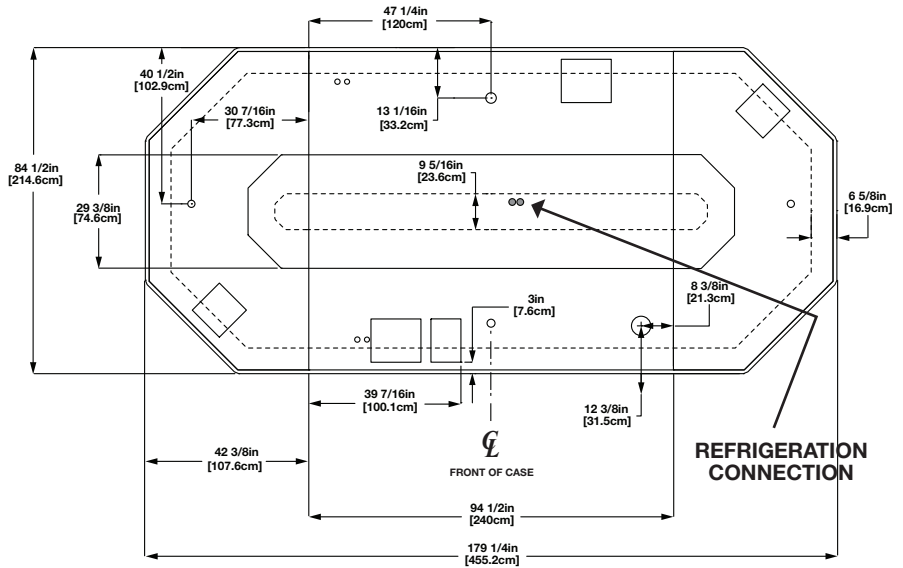 47 1/4in
[120cm]
40 1/2in
[102.9cm]
30 7/16in
[77.3cm]
13 1/16in
[33.2cm]
84 1/2in
[214.6cm]
9 5/16in
[23.6cm]
29 3/8in
[74.6cm]
6 5/8in
[16.9cm]
8 3/8in
[21.3cm]
3in
[7.6cm]
39 7/16in
[100.1cm]
12 3/8in
[31.5cm]
CL
FRONT OF CASE
42 3/8in
[107.6cm]
REFRIGERATION
CONNECTION
94 1/2in
[240cm]
179 1/4in
[455.2cm]